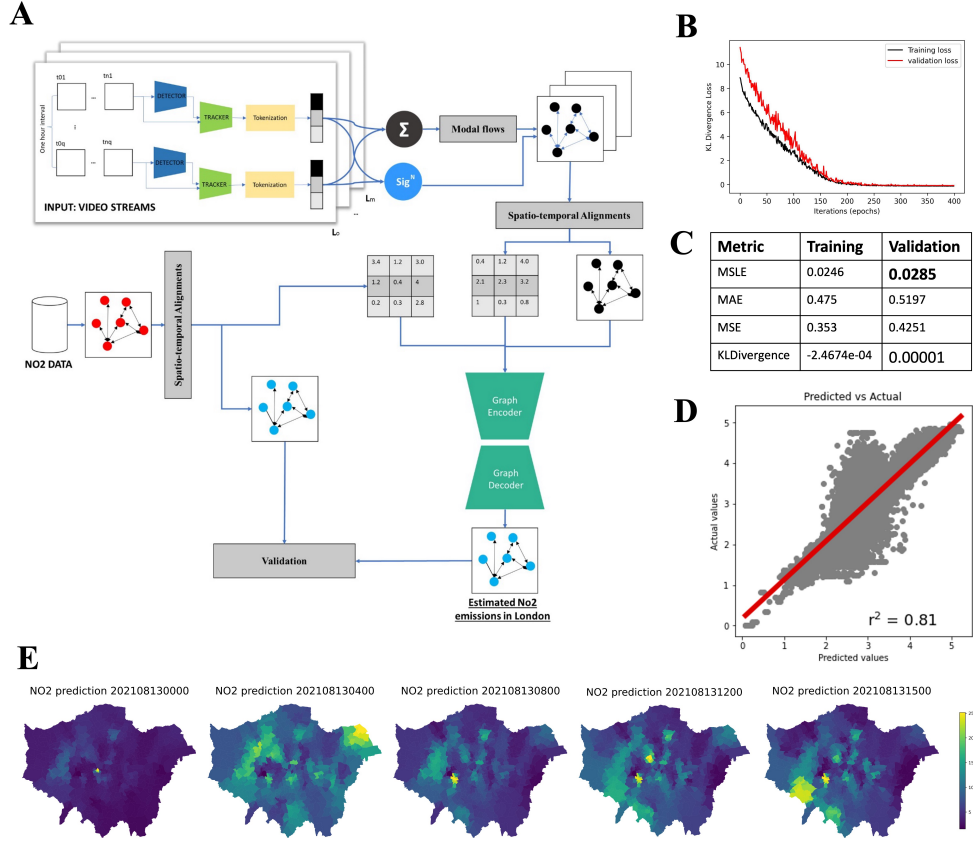 A
t01
...
tn1
DETECTOR
TRACKER
Tokenization
One hour interval
t0q
...
tnq
DETECTOR
TRACKER
Tokenization
INPUT: VIDEO STREAMS
Lm
..
Σ
Sig^N
Modal flows
Spatio-temporal Alignments
NO2 DATA
Spatio-temporal Alignments
3.4 1.2 3.0
1.2 0.4 4
0.2 0.3 2.8
0.4 1.2 4.0
2.1 2.3 3.2
1 0.3 0.8
Graph
Encoder
Graph
Decoder
Validation
Estimated No2
emissions in London
B
Training loss
validation loss
KL Divergence Loss
10
8
6
4
2
0
0 50 100 150 200 250 300 350 400
Iterations (epochs)
C
Metric Training Validation
MSLE 0.0246 0.0285
MAE 0.475 0.5197
MSE 0.353 0.4251
KLDivergence -2.4674e-04 0.00001
D
Predicted vs Actual
Actual values
5
4
3
2
1
0
r² = 0.81
0 1 2 3 4 5
Predicted values
E
NO2 prediction 202108130000
NO2 prediction 202108130400
NO2 prediction 202108130800
NO2 prediction 202108131200
NO2 prediction 202108131500
25
20
15
10
5